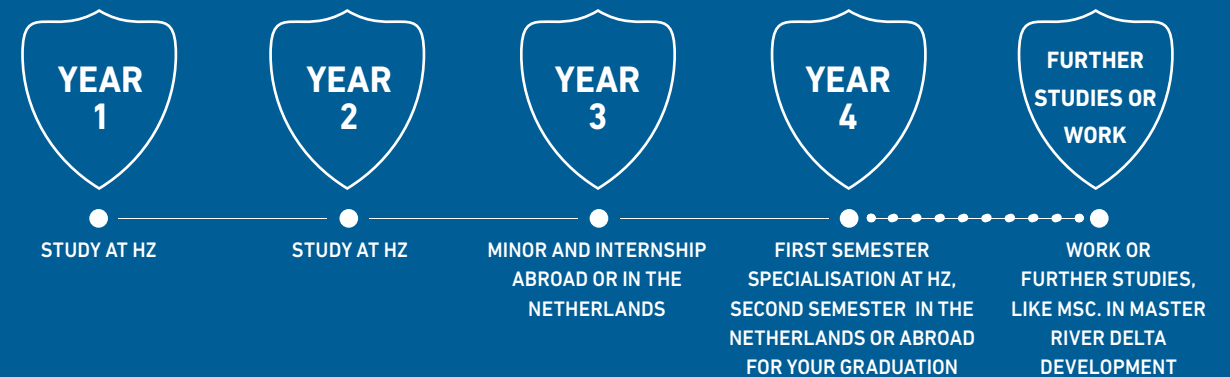 YEAR
1
YEAR
2
YEAR
3
YEAR
4
FURTHER
STUDIES OR
WORK
STUDY AT HZ
STUDY AT HZ
MINOR AND INTERNSHIP
ABROAD OR IN THE
NETHERLANDS
FIRST SEMESTER
SPECIALISATION AT HZ,
SECOND SEMESTER IN THE
NETHERLANDS OR ABROAD
FOR YOUR GRADUATION
WORK OR
FURTHER STUDIES,
LIKE MSC. IN MASTER
RIVER DELTA
DEVELOPMENT